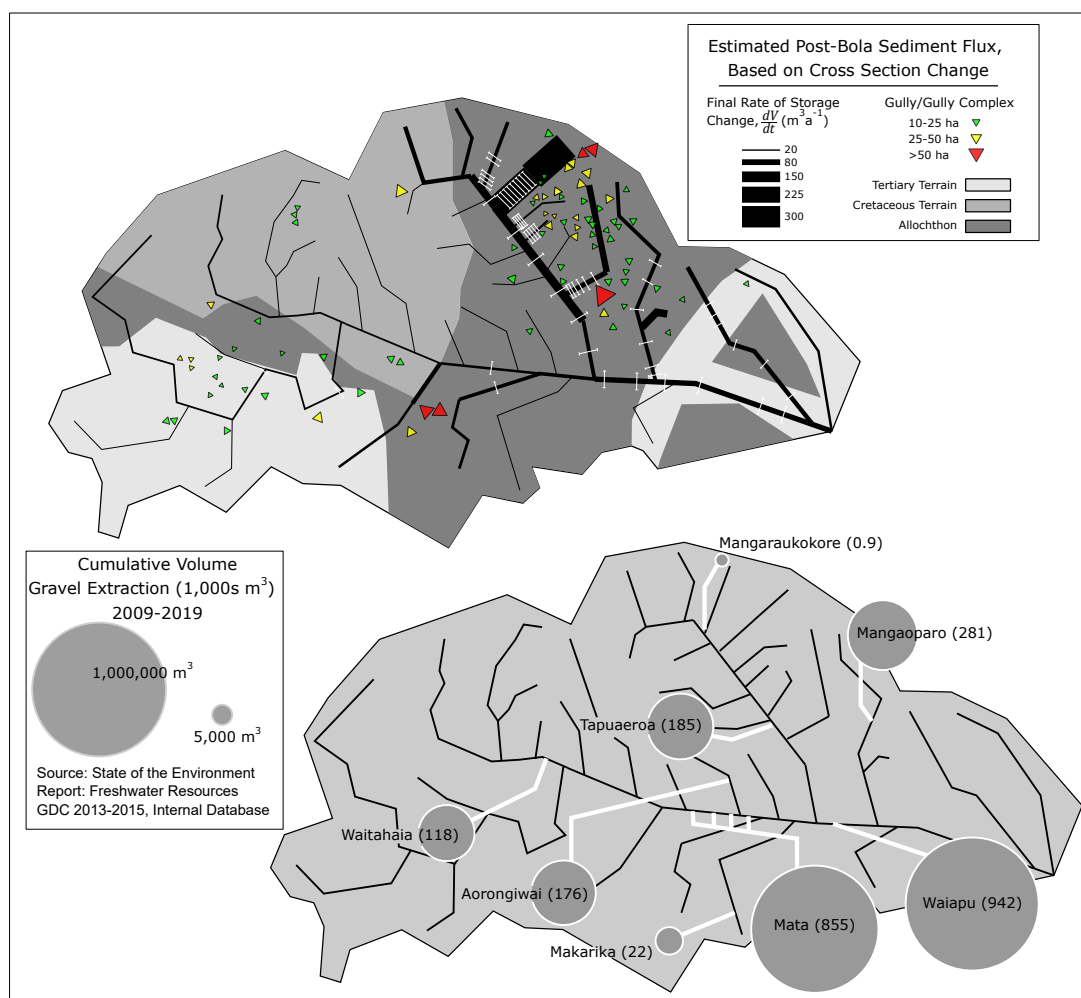 Estimated Post-Bola Sediment Flux,
Based on Cross Section Change
Final Rate of Storage
Change, dV/dt (m³a⁻¹)
20
80
150
225
300
Gully/Gully Complex
10-25 ha
25-50 ha
>50 ha
Tertiary Terrain
Cretaceous Terrain
Allochthon
Cumulative Volume
Gravel Extraction (1,000s m³)
2009-2019
1,000,000 m³
5,000 m³
Source: State of the Environment
Report: Freshwater Resources
GDC 2013-2015, Internal Database
Mangaraukokore (0.9)
Mangaoparo (281)
Tapuaeroa (185)
Waitahaia (118)
Aorongiwai (176)
Makarika (22)
Mata (855)
Waiapu (942)